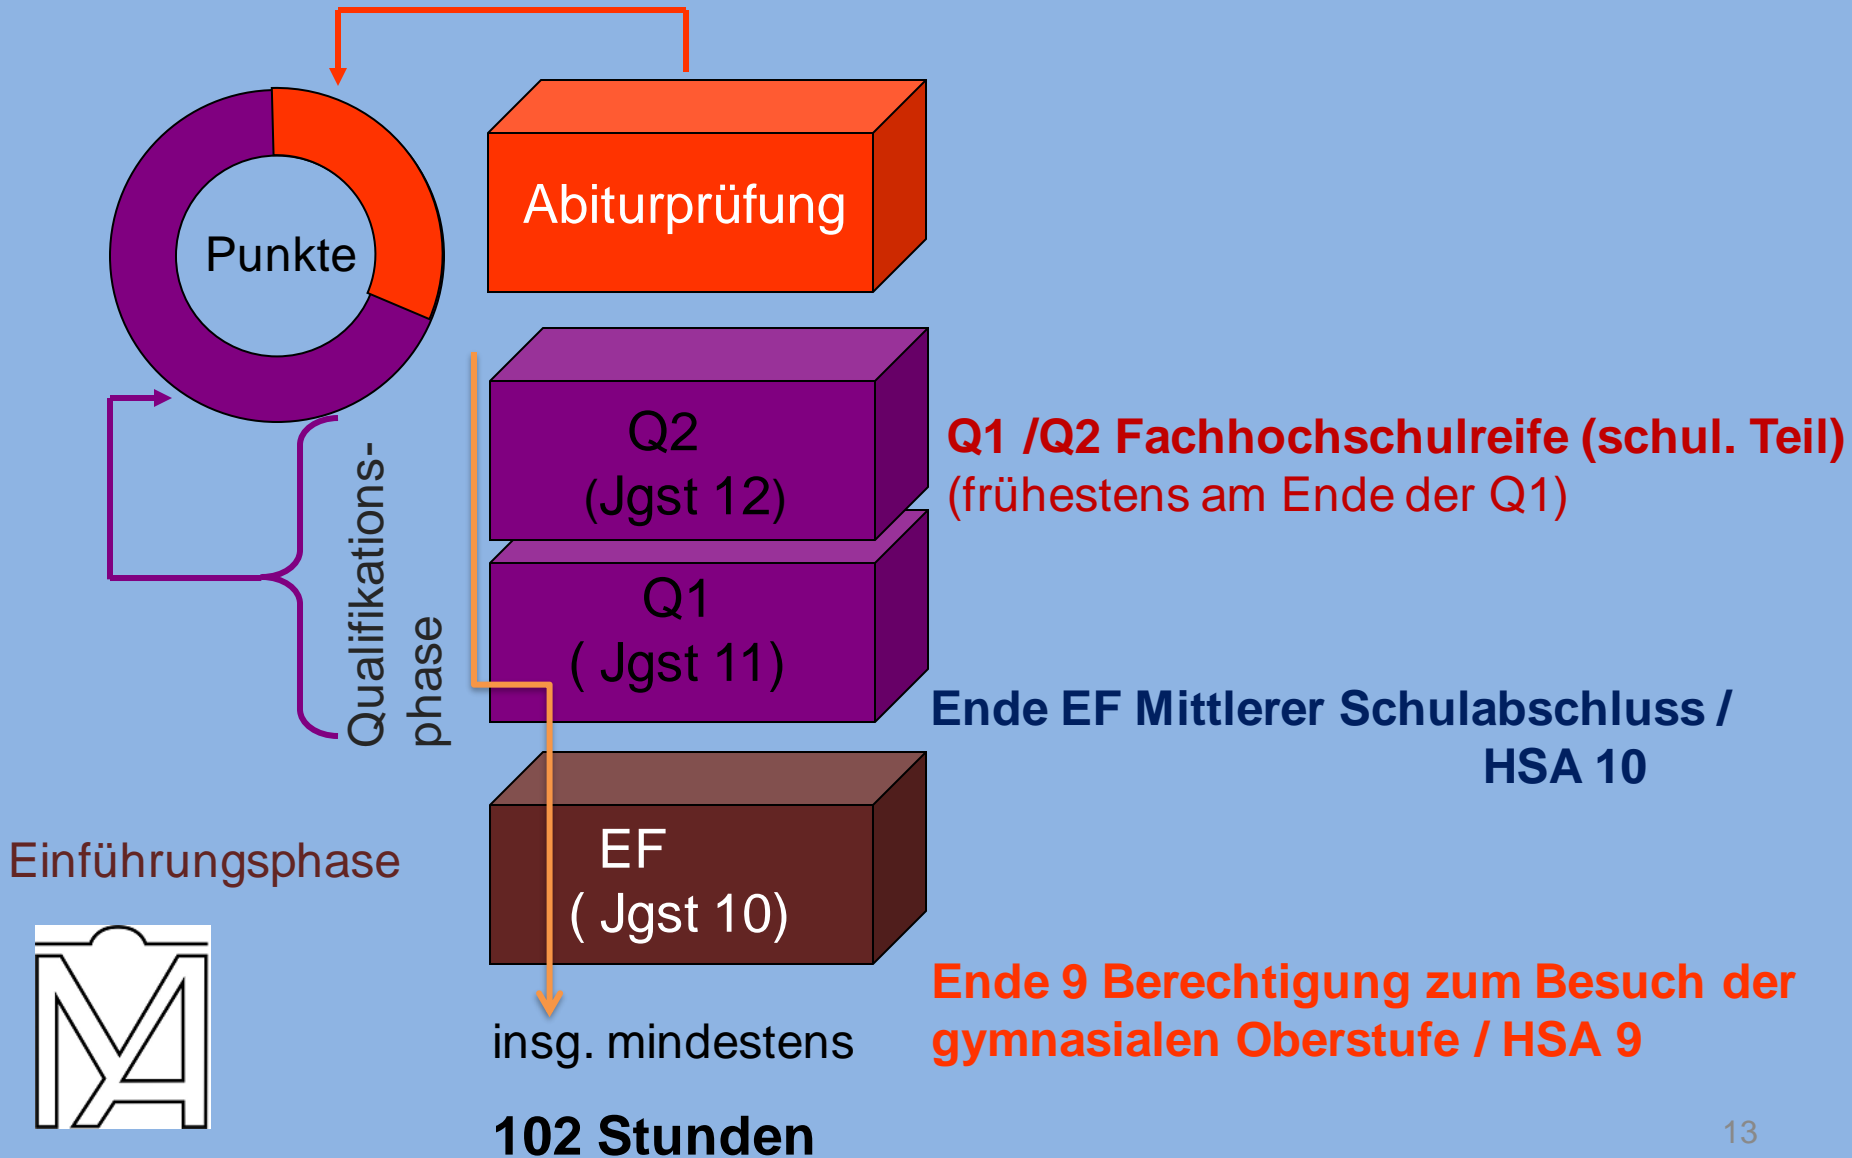 Abiturprüfung
Punkte
Q2
(Jgst 12)
Q1 /Q2 Fachhochschulreife (schul. Teil)
(frühestens am Ende der Q1)
Qualifikations-
phase
Q1
( Jgst 11)
Ende EF Mittlerer Schulabschluss /
HSA 10
Einführungsphase
EF
( Jgst 10)
Ende 9 Berechtigung zum Besuch der
gymnasialen Oberstufe / HSA 9
insg. mindestens
102 Stunden
13